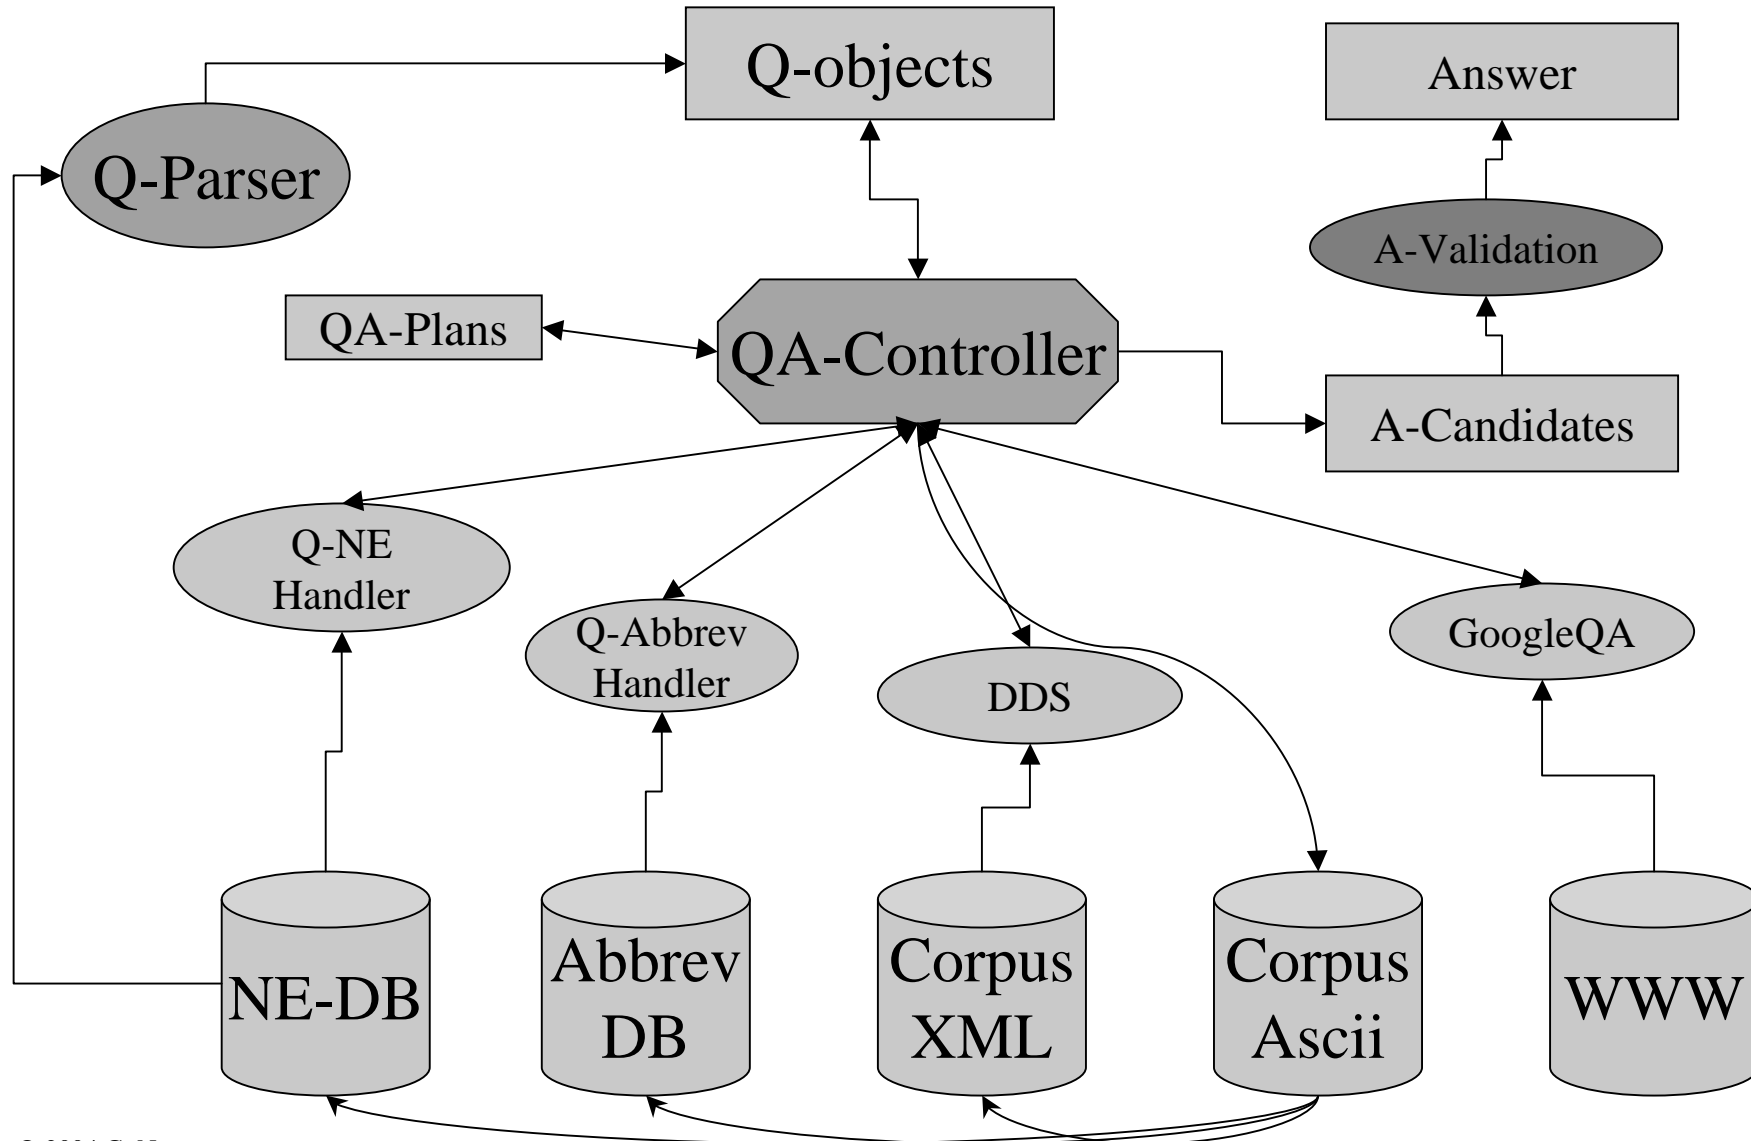 Q-objects
Answer
Q-Parser
A-Validation
QA-Plans
QA-Controller
A-Candidates
Q-NE
Handler
Q-Abbrev
Handler
DDS
GoogleQA
NE-DB
Abbrev
DB
Corpus
XML
Corpus
Ascii
WWW